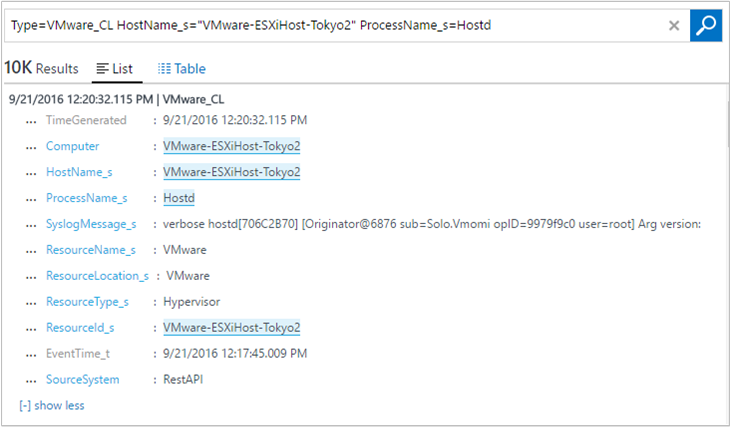 Type=VMware_CL HostName_s="VMware-ESXiHost-Tokyo2" ProcessName_s=Hostd
10K Results List Table
9/21/2016 12:20:32.115 PM | VMware_CL
... TimeGenerated : 9/21/2016 12:20:32.115 PM
... Computer : VMware-ESXiHost-Tokyo2
... HostName_s : VMware-ESXiHost-Tokyo2
... ProcessName_s : Hostd
... SyslogMessage_s : verbose hostd[706C2B70] [Originator@6876 sub=Solo.Vmomi opID=9979f9c0 user=root] Arg version:
... ResourceName_s : VMware
... ResourceLocation_s : VMware
... ResourceType_s : Hypervisor
... ResourceId_s : VMware-ESXiHost-Tokyo2
... EventTime_t : 9/21/2016 12:17:45.009 PM
... SourceSystem : RestAPI
[-] show less